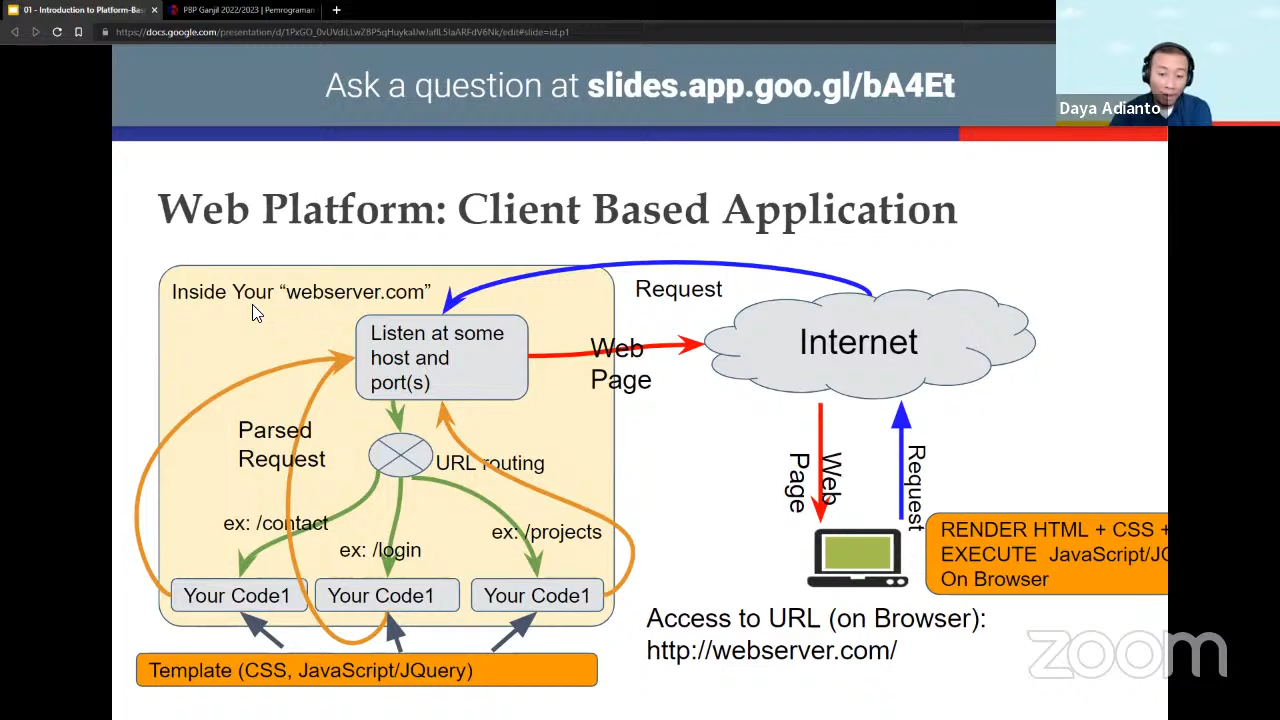 01 - Introduction to Platform-Bas
PBP Ganjil 2022/2023 | Pemrograman
Ask a question at slides.app.goo.gl/bA4Et
Daya Adianto
Web Platform: Client Based Application
Inside Your “webserver.com”
Request
Listen at some
host and
port(s)
Internet
Web
Page
Parsed
Request
URL routing
Web
Page
Request
ex: /contact
ex: /login
ex: /projects
RENDER HTML + CSS +
EXECUTE JavaScript/JQ
On Browser
Your Code1
Your Code1
Your Code1
Access to URL (on Browser):
http://webserver.com/
Template (CSS, JavaScript/JQuery)
zoom